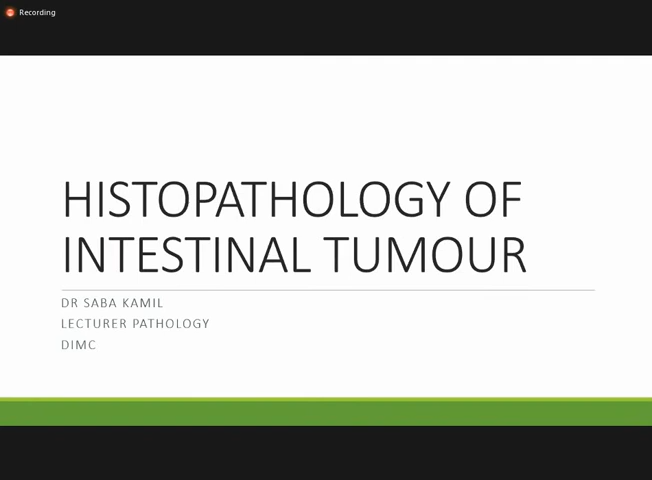 Recording
HISTOPATHOLOGY OF
INTESTINAL TUMOUR
DR SABA KAMIL
LECTURER PATHOLOGY
DIMC